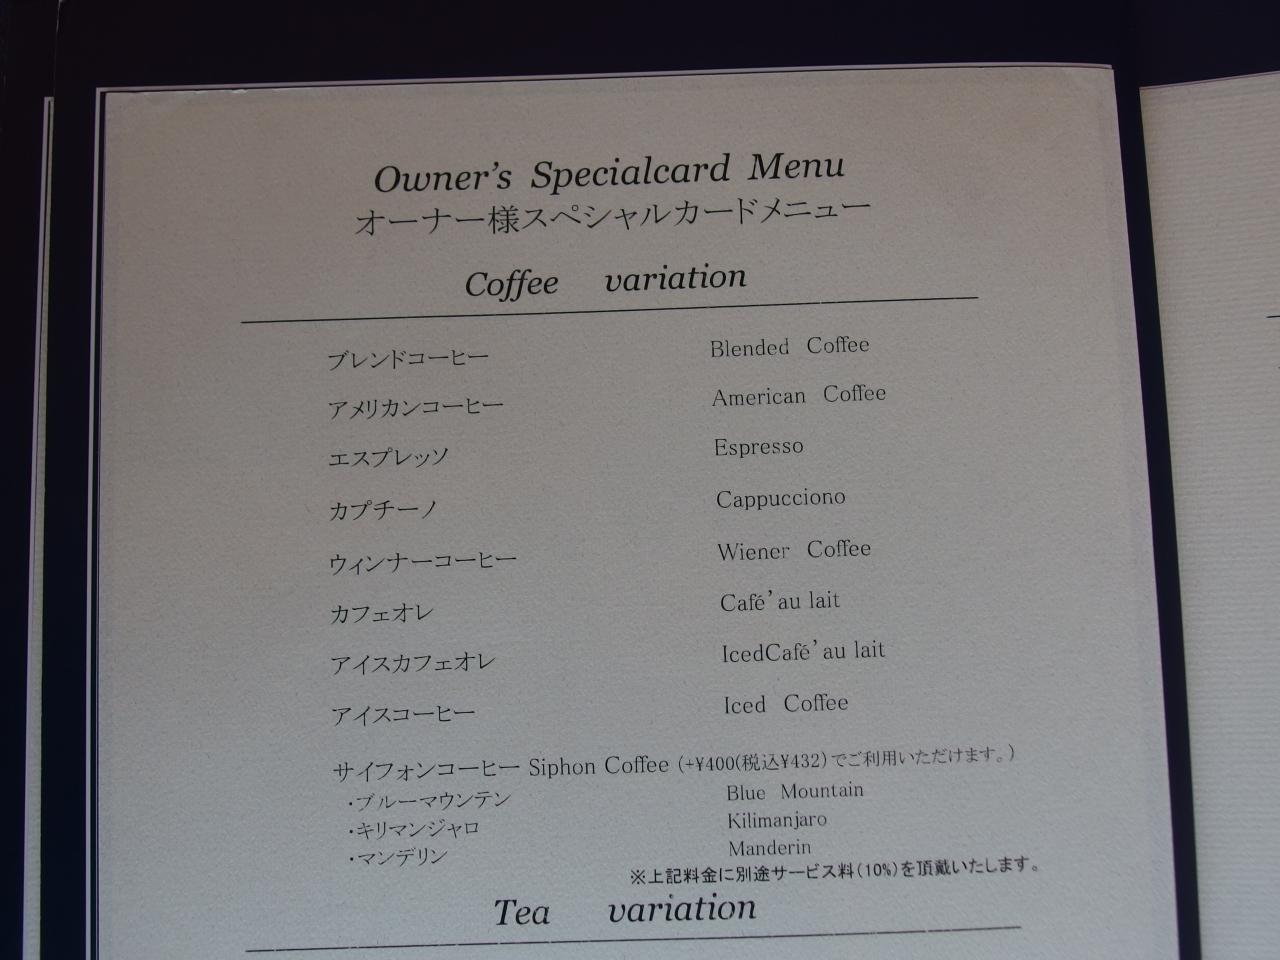 Owner's Specialcard Menu
オーナー様スペシャルカードメニュー
Coffee variation
ブレンドコーヒー Blended Coffee
アメリカンコーヒー American Coffee
エスプレッソ Espresso
カプチーノ Cappucciono
ウィンナーコーヒー Wiener Coffee
カフェオレ Café'au lait
アイスカフェオレ IcedCafé'au lait
アイスコーヒー Iced Coffee
サイフォンコーヒー Siphon Coffee (+¥400(税込¥432)でご利用いただけます。)
・ブルーマウンテン Blue Mountain
・キリマンジャロ Kilimanjaro
・マンデリン Manderin
※上記料金に別途サービス料(10%)を頂戴いたします。
Tea variation